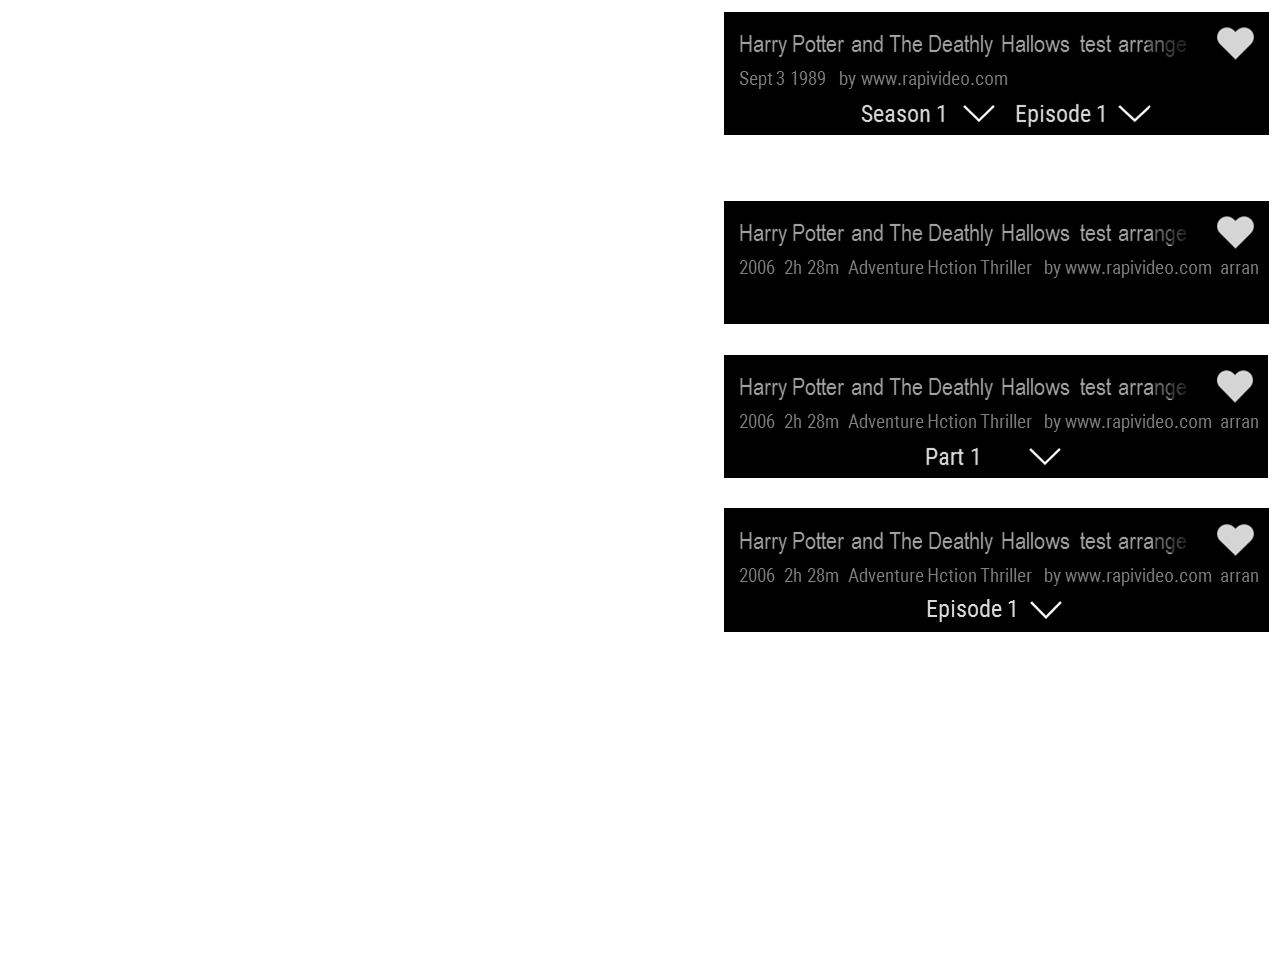 Harry Potter and The Deathly Hallows test arrange
Sept 3 1989 by www.rapivideo.com
Season 1 Episode 1
Harry Potter and The Deathly Hallows test arrange
2006 2h 28m Adventure Hction Thriller by www.rapivideo.com arran
Harry Potter and The Deathly Hallows test arrange
2006 2h 28m Adventure Hction Thriller by www.rapivideo.com arran
Part 1
Harry Potter and The Deathly Hallows test arrange
2006 2h 28m Adventure Hction Thriller by www.rapivideo.com arran
Episode 1